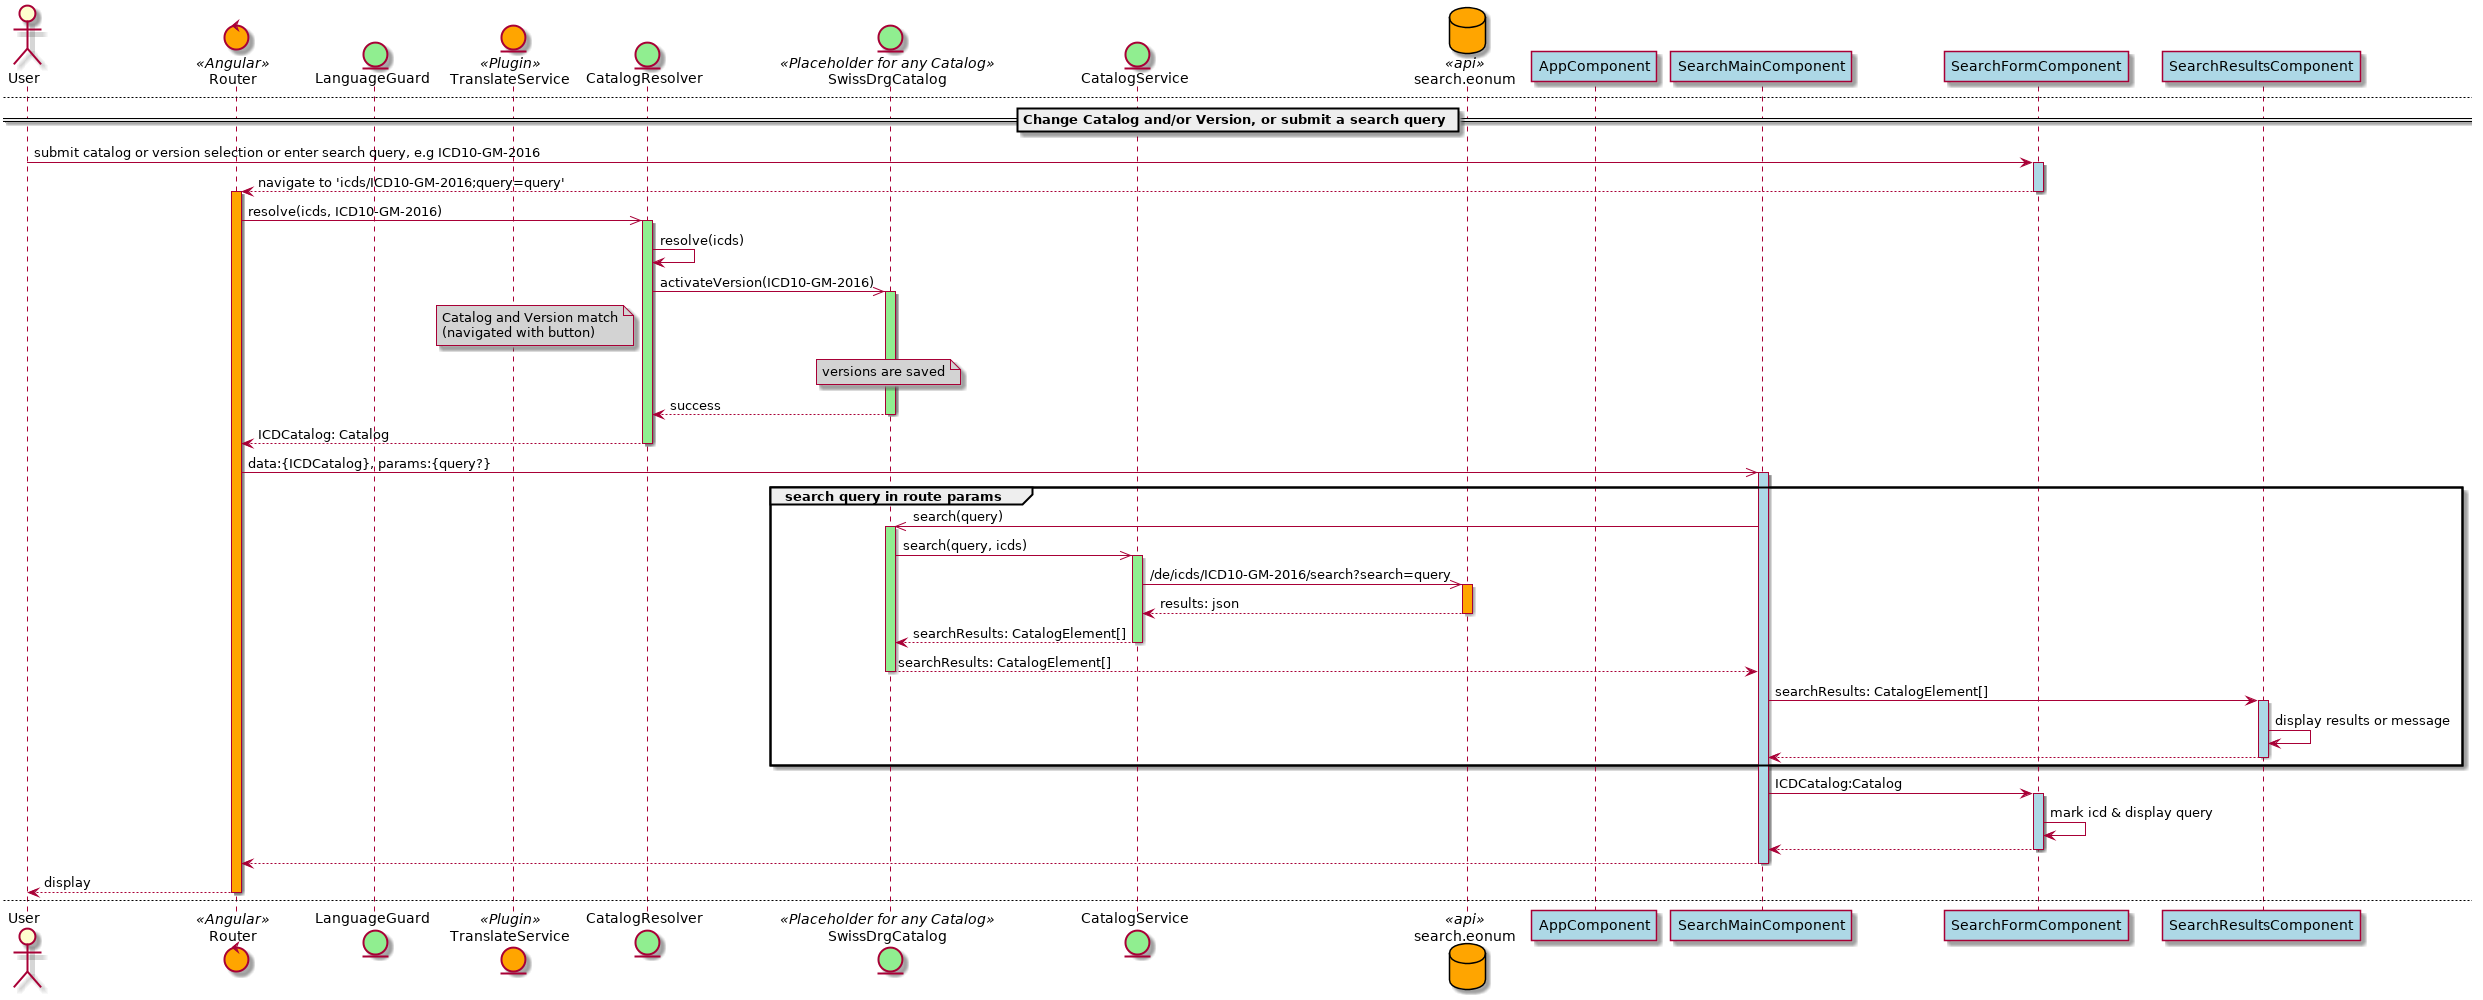 User
«Angular»
Router
LanguageGuard
«Plugin»
TranslateService
CatalogResolver
«Placeholder for any Catalog»
SwissDrgCatalog
CatalogService
«api»
search.eonum
AppComponent
SearchMainComponent
SearchFormComponent
SearchResultsComponent
Change Catalog and/or Version, or submit a search query
submit catalog or version selection or enter search query, e.g ICD10-GM-2016
navigate to 'icds/ICD10-GM-2016;query=query'
resolve(icds, ICD10-GM-2016)
resolve(icds)
activateVersion(ICD10-GM-2016)
Catalog and Version match
(navigated with button)
versions are saved
success
ICDCatalog: Catalog
data:{ICDCatalog}, params:{query?}
search query in route params
search(query)
search(query, icds)
/de/icds/ICD10-GM-2016/search?search=query
results: json
searchResults: CatalogElement[]
searchResults: CatalogElement[]
searchResults: CatalogElement[]
display results or message
ICDCatalog:Catalog
mark icd & display query
display
User
«Angular»
Router
LanguageGuard
«Plugin»
TranslateService
CatalogResolver
«Placeholder for any Catalog»
SwissDrgCatalog
CatalogService
«api»
search.eonum
AppComponent
SearchMainComponent
SearchFormComponent
SearchResultsComponent